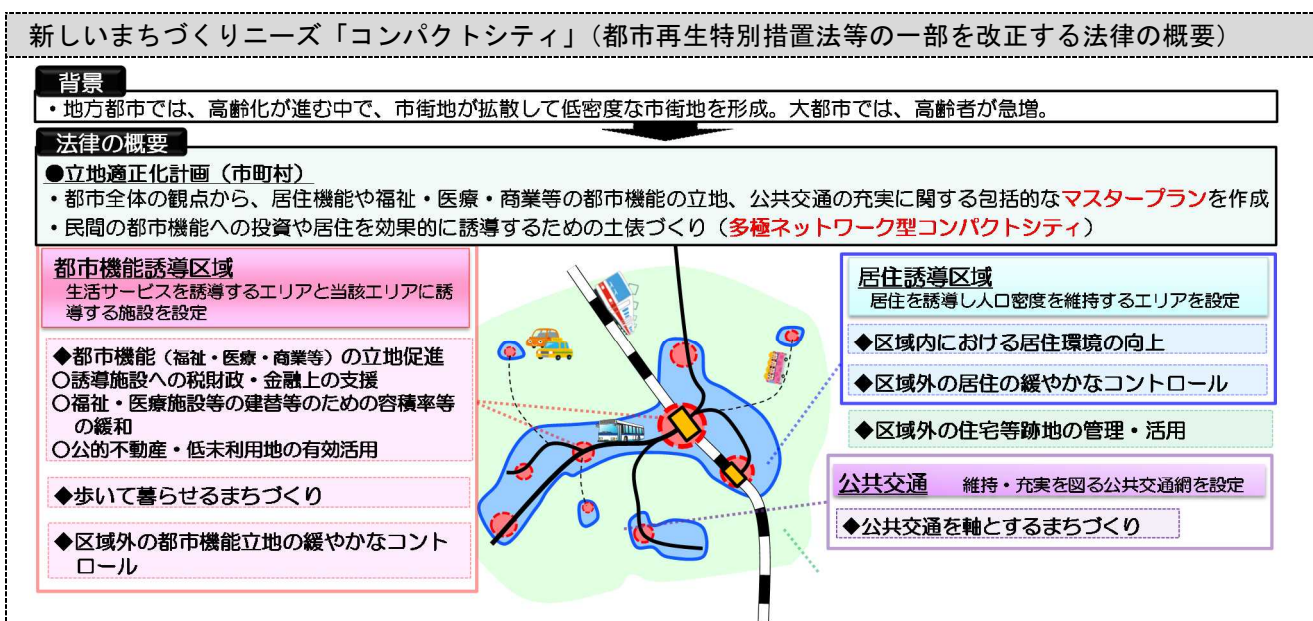 新しいまちづくりニーズ「コンパクトシティ」（都市再生特別措置法等の一部を改正する法律の概要）
背景
・地方都市では、高齢化が進む中で、市街地が拡散して低密度な市街地を形成。大都市では、高齢者が急増。
法律の概要
●立地適正化計画（市町村）
・都市全体の観点から、居住機能や福祉・医療・商業等の都市機能の立地、公共交通の充実に関する包括的なマスタープランを作成
・民間の都市機能への投資や居住を効果的に誘導するための土俵づくり（多極ネットワーク型コンパクトシティ）
都市機能誘導区域
生活サービスを誘導するエリアと当該エリアに誘
導する施設を設定
◆都市機能（福祉・医療・商業等）の立地促進
○誘導施設への税財政・金融上の支援
○福祉・医療施設等の建替等のための容積率等
の緩和
○公的不動産・低未利用地の有効活用
◆歩いて暮らせるまちづくり
◆区域外の都市機能立地の緩やかなコント
ロール
居住誘導区域
居住を誘導し人口密度を維持するエリアを設定
◆区域内における居住環境の向上
◆区域外の居住の緩やかなコントロール
◆区域外の住宅等跡地の管理・活用
公共交通 維持・充実を図る公共交通網を設定
◆公共交通を軸とするまちづくり